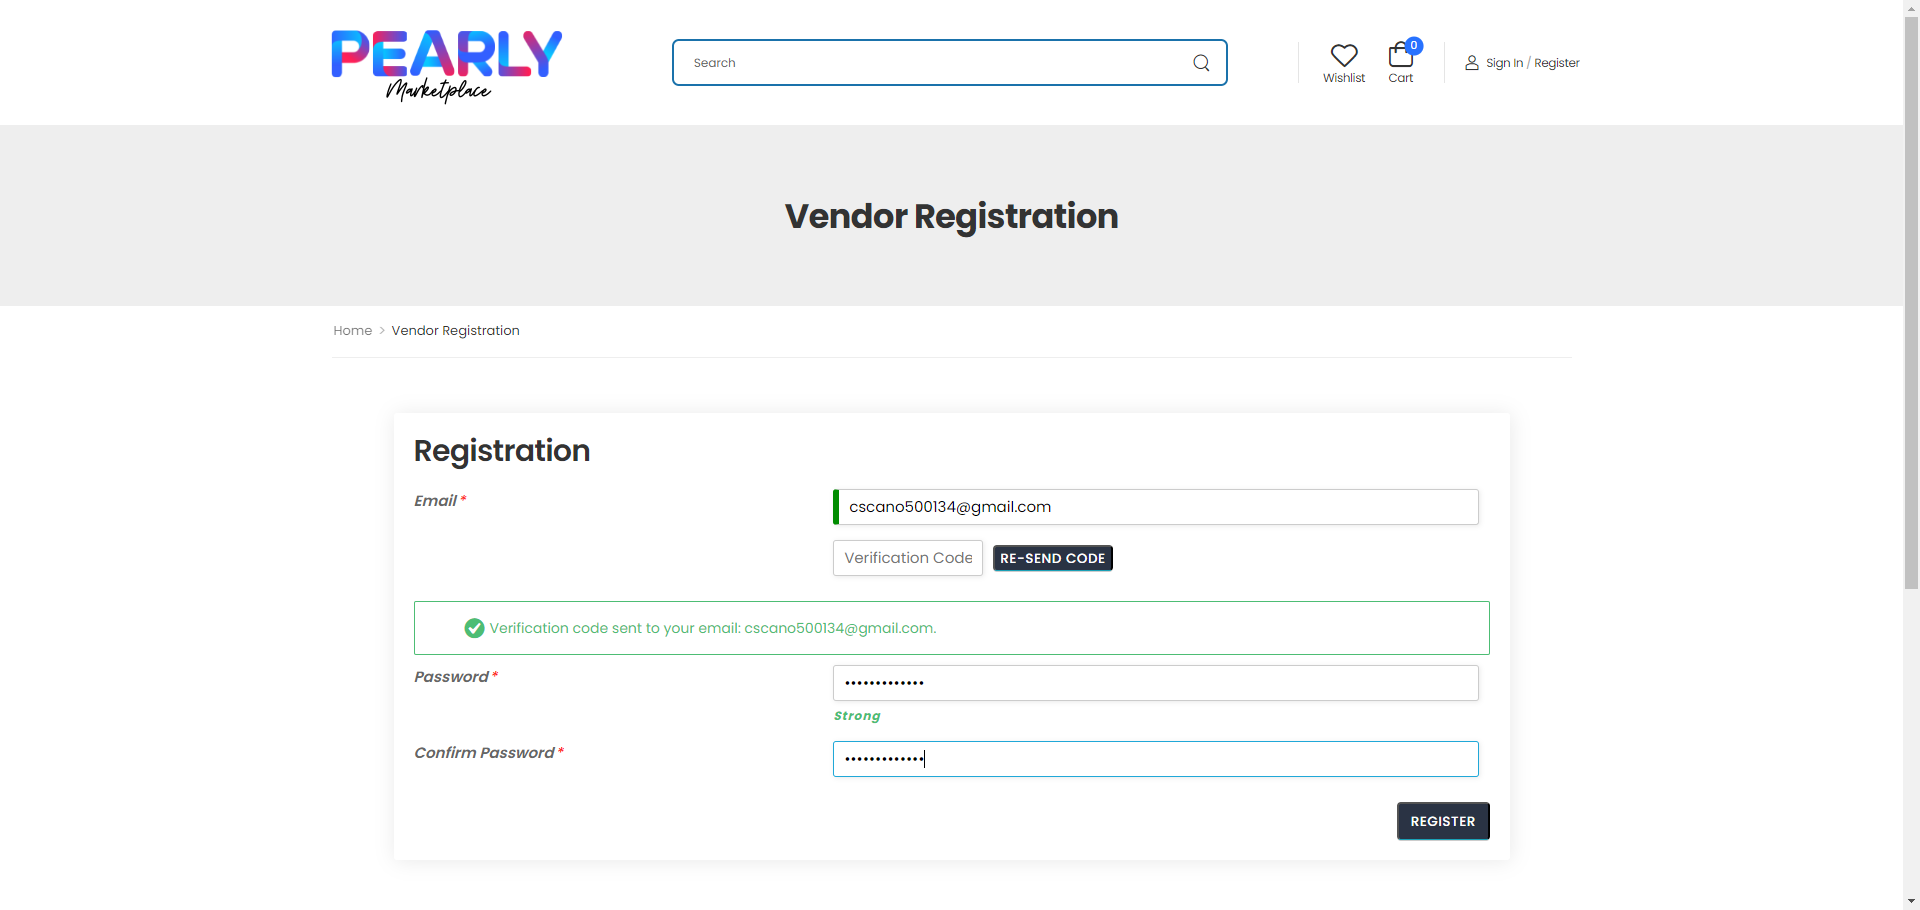 PEARLY
Marketplace
Search
Wishlist
0
Cart
Sign In / Register
Vendor Registration
Home > Vendor Registration
Registration
Email *
cscano500134@gmail.com
Verification Code
RE-SEND CODE
Verification code sent to your email: cscano500134@gmail.com.
Password *
•••••••••••••
Strong
Confirm Password *
•••••••••••••
REGISTER